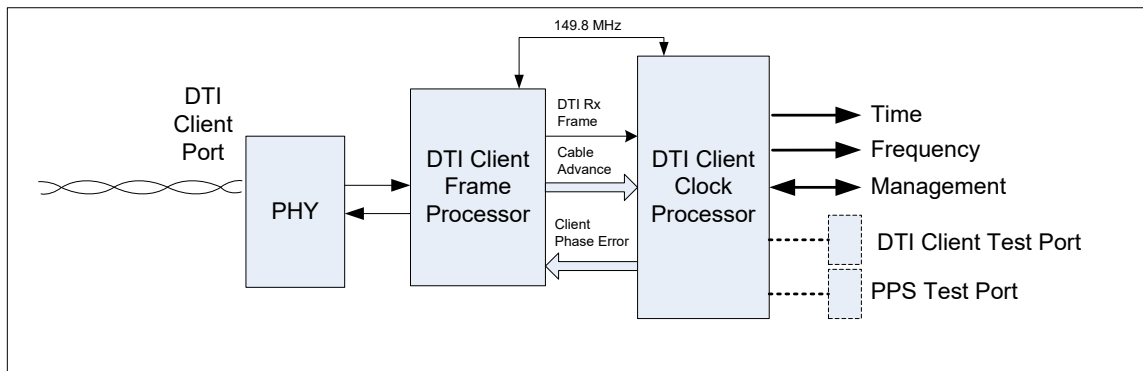 149.8 MHz
DTI
Client
Port
PHY
DTI Client
Frame
Processor
DTI Rx
Frame
Cable
Advance
Client
Phase Error
DTI Client
Clock
Processor
Time
Frequency
Management
DTI Client Test Port
PPS Test Port